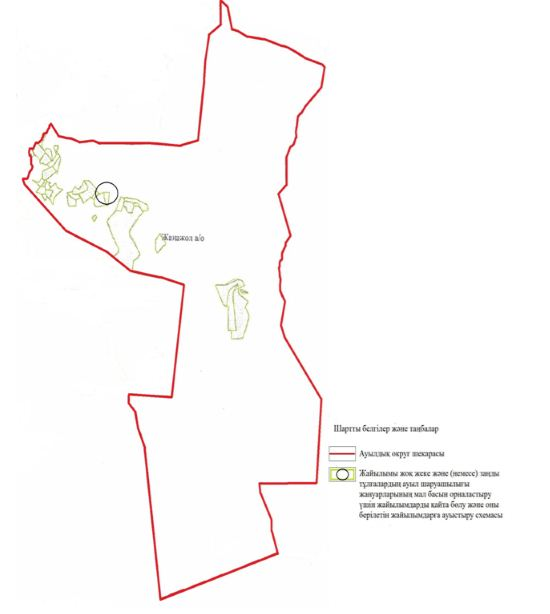 Жаңажол а/о
Шартты белгілер және таңбалар
Ауылдық округ шекарасы
Жайылымы жоқ жеке және (немесе) заңды
тұлғалардың ауыл шаруашылығы
жануарларының мал басын орналастыру
үшін жайылымдарды қайта бөлу және оны
берілетін жайылымдарға ауыстыру схемасы